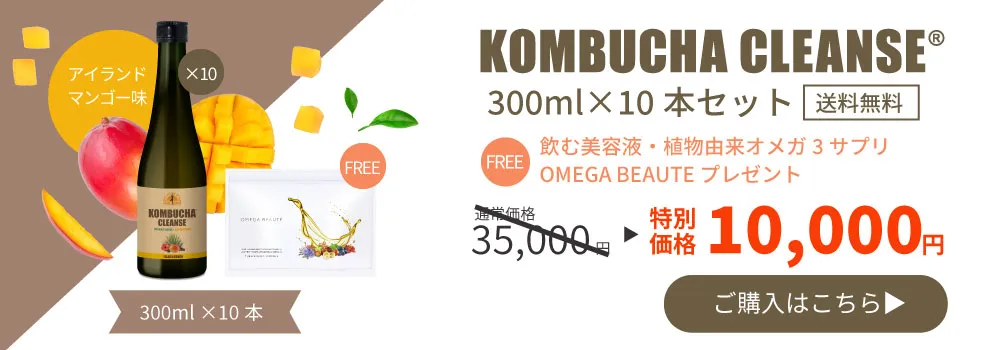 アイランド
マンゴー味
×10
FREE
OMEGA BEAUTE
KOMBUCHA
CLEANSE
300ml ×10 本
KOMBUCHA CLEANSE®
300ml×10 本セット 送料無料
FREE
飲む美容液・植物由来オメガ 3 サプリ
OMEGA BEAUTE プレゼント
通常価格
35,000円
▶
特別
価格
10,000円
ご購入はこちら▶